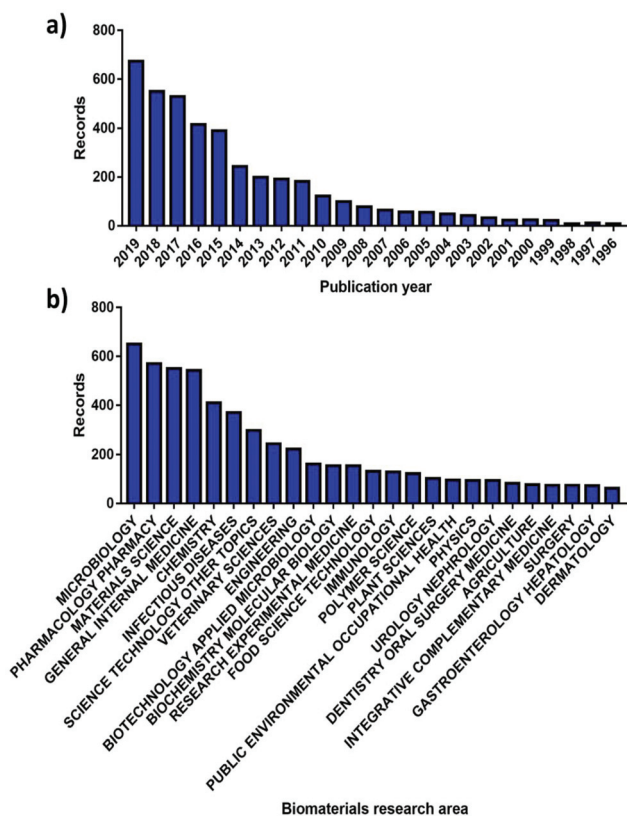 a)
800
600
400
200
0
Records
2019 2018 2017 2016 2015 2014 2013 2012 2011 2010 2009 2008 2007 2006 2005 2004 2003 2002 2001 2000 1999 1998 1997 1996
Publication year
b)
800
600
400
200
0
Records
MICROBIOLOGY
PHARMACOLOGY PHARMACY
MATERIALS SCIENCE
GENERAL INTERNAL MEDICINE
CHEMISTRY
INFECTIOUS DISEASES
SCIENCE TECHNOLOGY OTHER TOPICS
VETERINARY SCIENCES
ENGINEERING
BIOTECHNOLOGY APPLIED MICROBIOLOGY
BIOCHEMISTRY MOLECULAR BIOLOGY
RESEARCH EXPERIMENTAL MEDICINE
FOOD SCIENCE TECHNOLOGY
IMMUNOLOGY
POLYMER SCIENCE
PLANT SCIENCES
PUBLIC ENVIRONMENTAL OCCUPATIONAL HEALTH
PHYSICS
UROLOGY NEPHROLOGY
DENTISTRY ORAL SURGERY MEDICINE
AGRICULTURE
INTEGRATIVE COMPLEMENTARY MEDICINE
SURGERY
GASTROENTEROLOGY HEPATOLOGY
DERMATOLOGY
Biomaterials research area